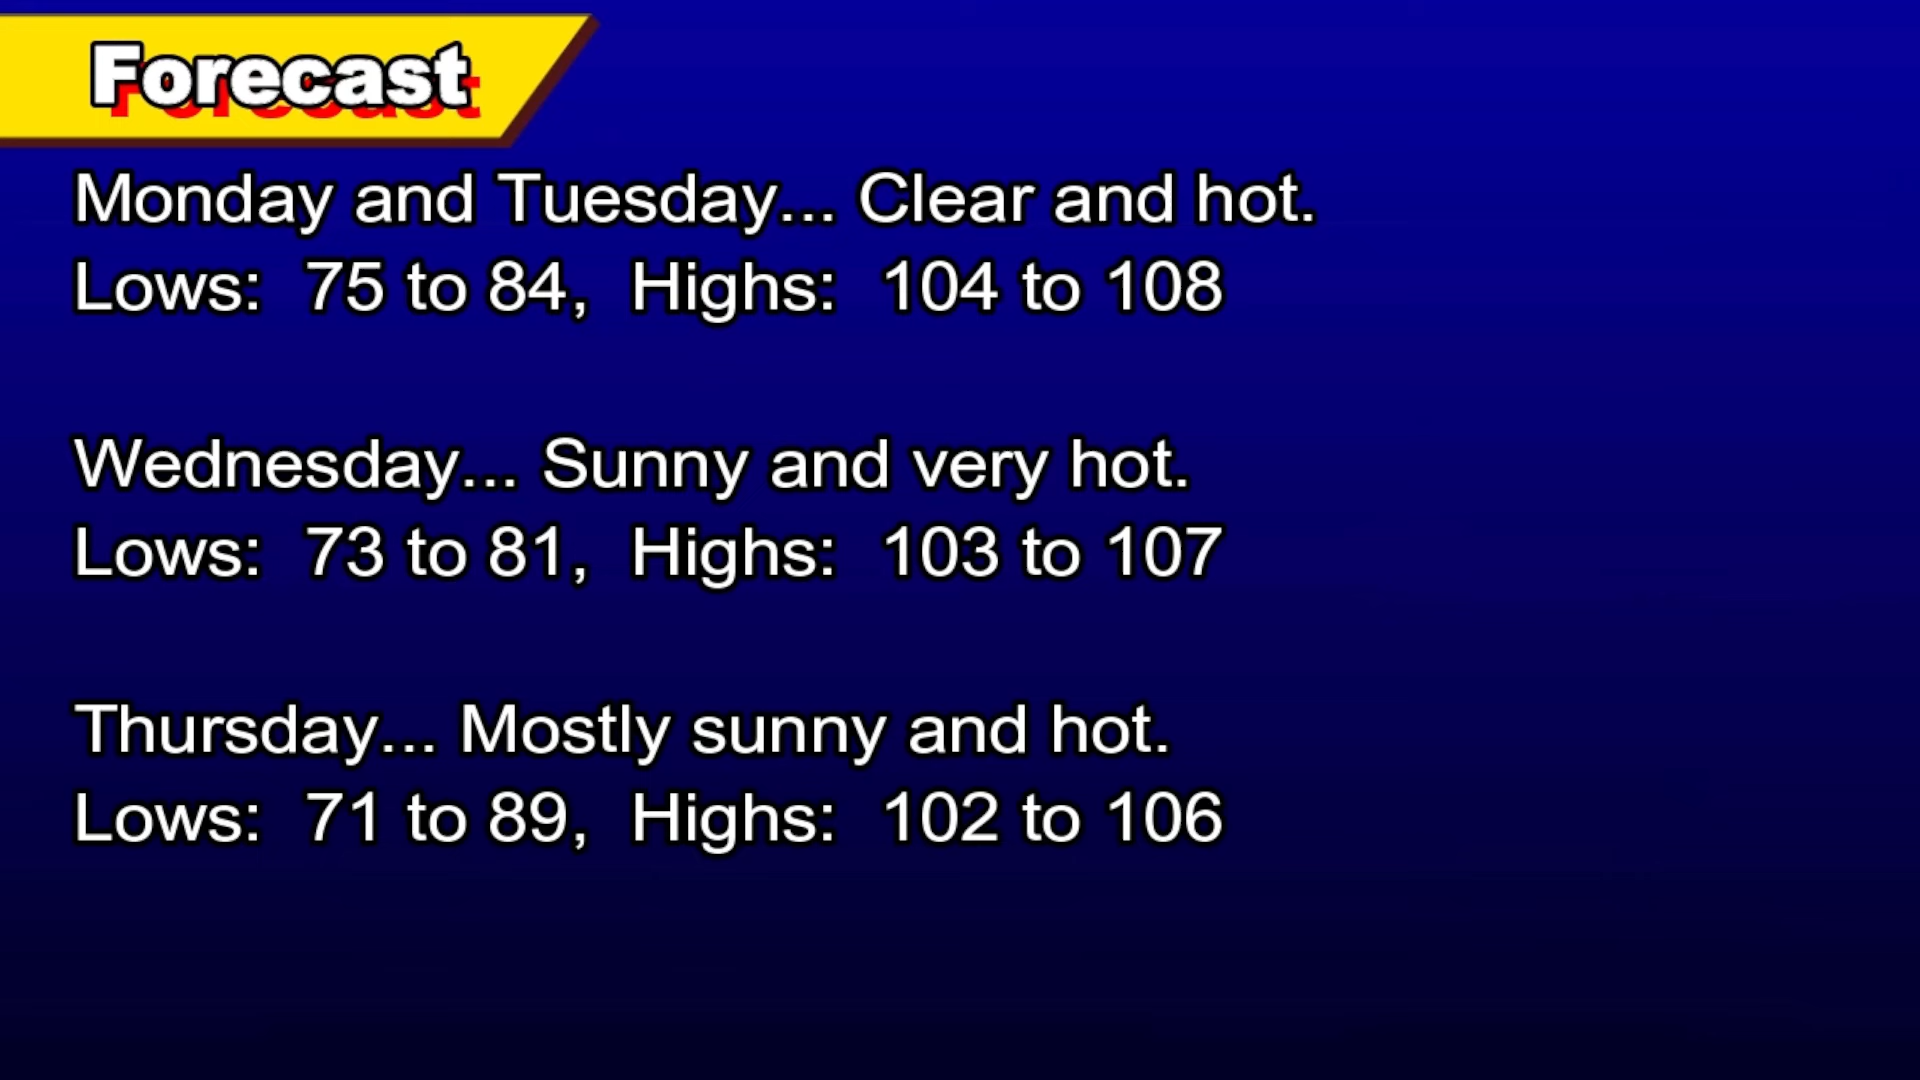 Forecast
Monday and Tuesday... Clear and hot.
Lows:  75 to 84,  Highs:  104 to 108
Wednesday... Sunny and very hot.
Lows:  73 to 81,  Highs:  103 to 107
Thursday... Mostly sunny and hot.
Lows:  71 to 89,  Highs:  102 to 106